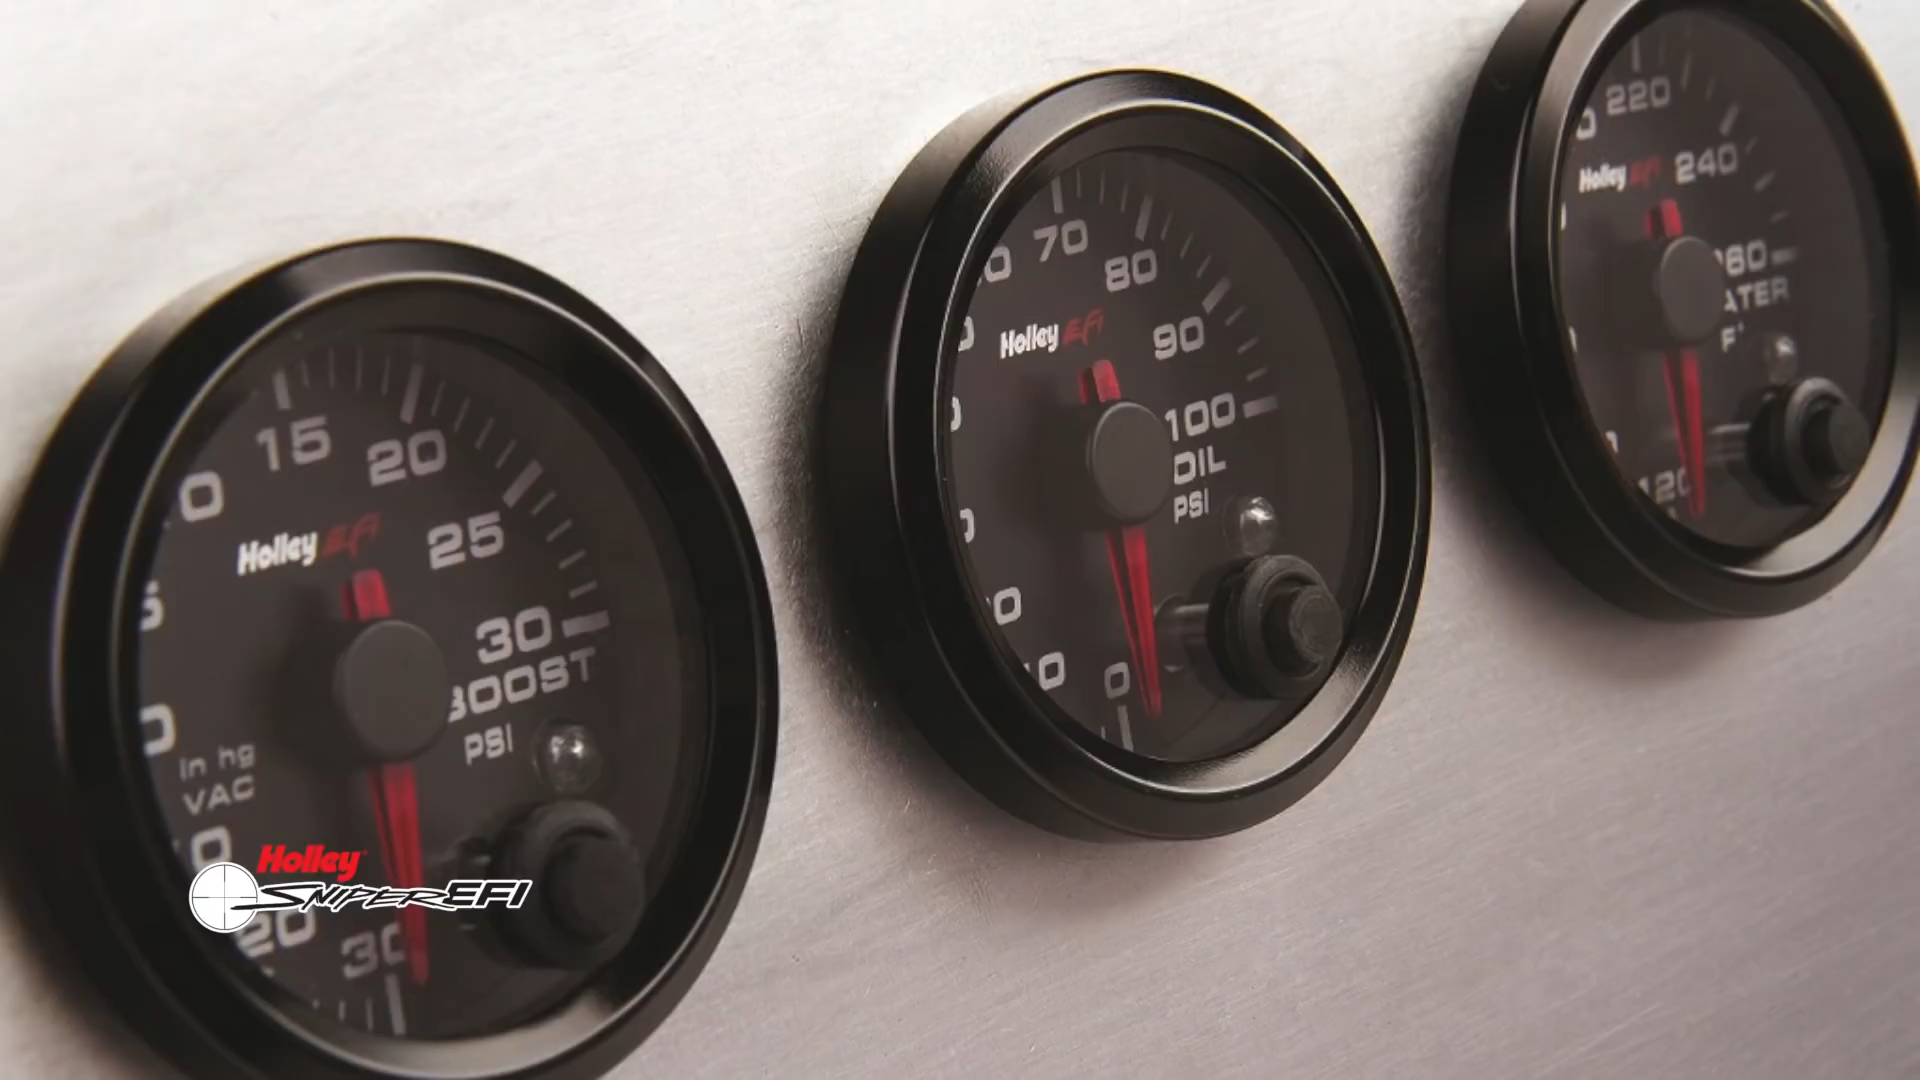 15
20
25
30
Holley EFi
BOOST
PSI
in hg
VAC
20
30
Holley
SNIPER EFI
70
80
90
100
Holley EFi
OIL
PSI
0
220
240
Holley EFi
120